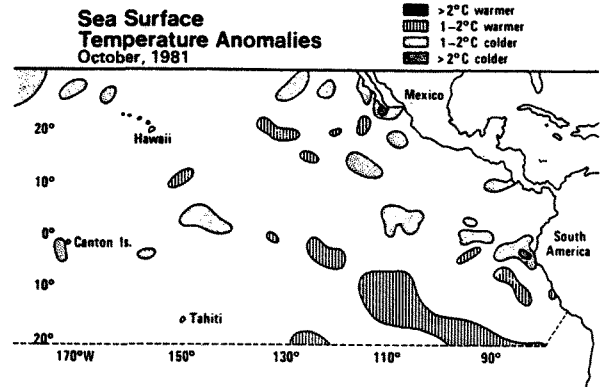 Sea Surface
Temperature Anomalies
October, 1981
>2°C warmer
1–2°C warmer
1–2°C colder
>2°C colder
Mexico
20°
Hawaii
10°
0°
Canton Is.
South
America
10°
Tahiti
20°
170°W
150°
130°
110°
90°